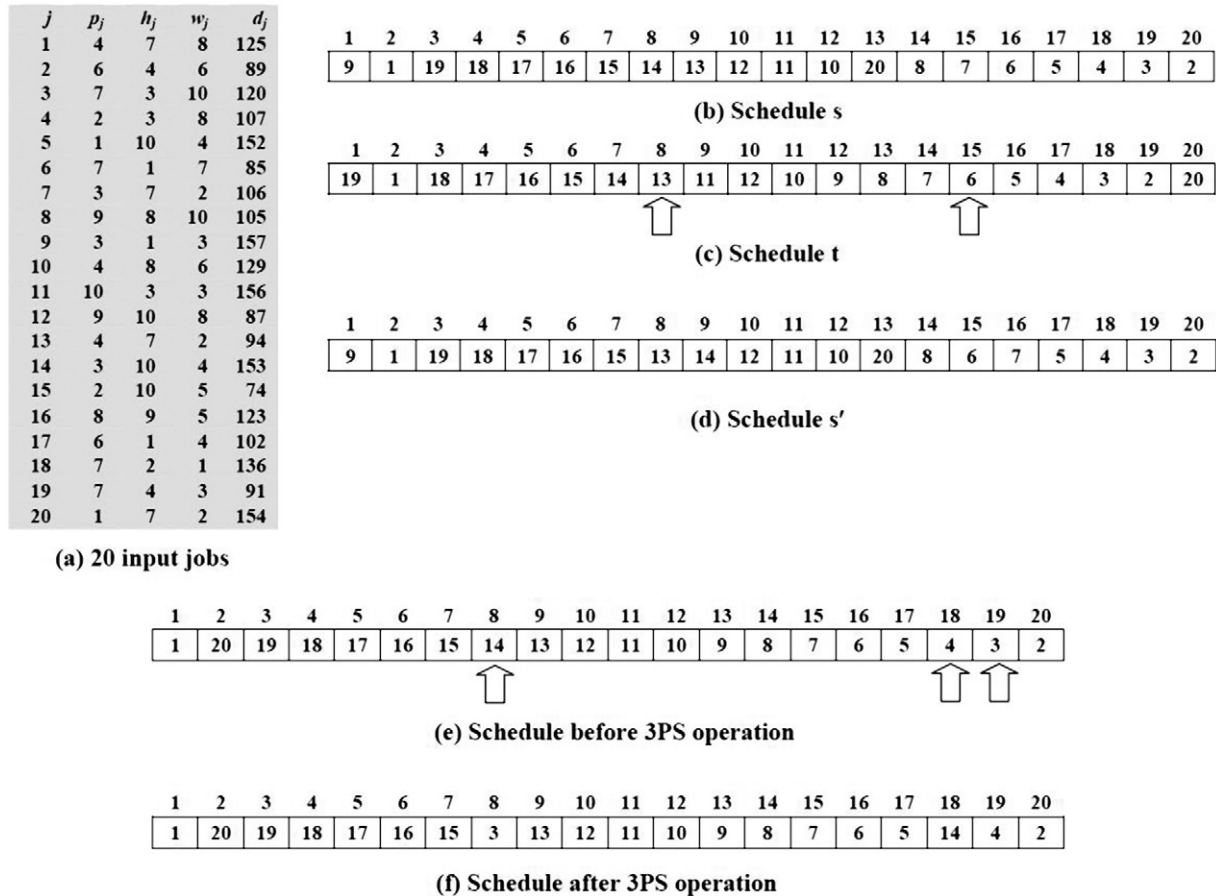 j pj hj wj dj
1 4 7 8 125
2 6 4 6 89
3 7 3 10 120
4 2 3 8 107
5 1 10 4 152
6 7 1 7 85
7 3 7 2 106
8 9 8 10 105
9 3 1 3 157
10 4 8 6 129
11 10 3 3 156
12 9 10 8 87
13 4 7 2 94
14 3 10 4 153
15 2 10 5 74
16 8 9 5 123
17 6 1 4 102
18 7 2 1 136
19 7 4 3 91
20 1 7 2 154
(a) 20 input jobs
1 2 3 4 5 6 7 8 9 10 11 12 13 14 15 16 17 18 19 20
9 1 19 18 17 16 15 14 13 12 11 10 20 8 7 6 5 4 3 2
(b) Schedule s
1 2 3 4 5 6 7 8 9 10 11 12 13 14 15 16 17 18 19 20
19 1 18 17 16 15 14 13 11 12 10 9 8 7 6 5 4 3 2 20
(c) Schedule t
1 2 3 4 5 6 7 8 9 10 11 12 13 14 15 16 17 18 19 20
9 1 19 18 17 16 15 13 14 12 11 10 20 8 6 7 5 4 3 2
(d) Schedule s′
1 2 3 4 5 6 7 8 9 10 11 12 13 14 15 16 17 18 19 20
1 20 19 18 17 16 15 14 13 12 11 10 9 8 7 6 5 4 3 2
(e) Schedule before 3PS operation
1 2 3 4 5 6 7 8 9 10 11 12 13 14 15 16 17 18 19 20
1 20 19 18 17 16 15 3 13 12 11 10 9 8 7 6 5 14 4 2
(f) Schedule after 3PS operation